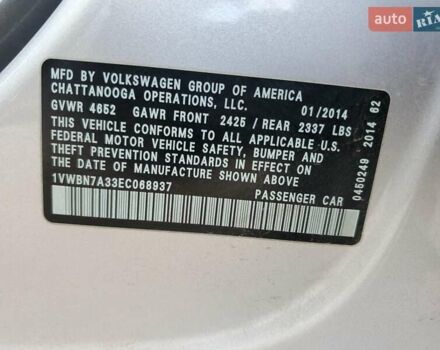 AUTO.RIA
MFD BY VOLKSWAGEN GROUP OF AMERICA
CHATTANOOGA OPERATIONS, LLC. 01/2014
GVWR 4652 GAWR FRONT 2425 / REAR 2337 LBS
THIS VEHICLE CONFORMS TO ALL APPLICABLE U.S.
FEDERAL MOTOR VEHICLE SAFETY, BUMPER AND
THEFT PREVENTION STANDARDS IN EFFECT ON
THE DATE OF MANUFACTURE SHOWN ABOVE.
1VWBN7A33EC068937 PASSENGER CAR
0450249 2014 62